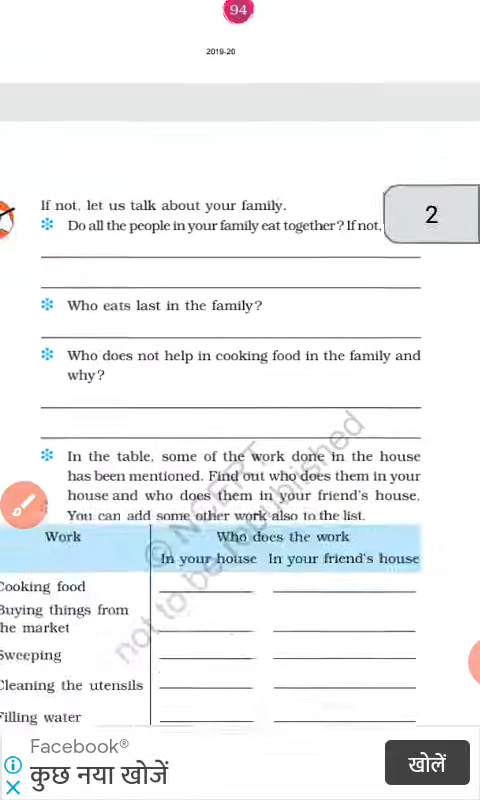 94
2019-20
If not, let us talk about your family.
Do all the people in your family eat together? If not,
2
Who eats last in the family?
Who does not help in cooking food in the family and
why?
In the table, some of the work done in the house
has been mentioned. Find out who does them in your
house and who does them in your friend's house.
You can add some other work also to the list.
Work
Who does the work
In your house In your friend's house
Cooking food
Buying things from
the market
Sweeping
Cleaning the utensils
Filling water
© NCERT
not to be republished
Facebook®
कुछ नया खोजें
खोलें